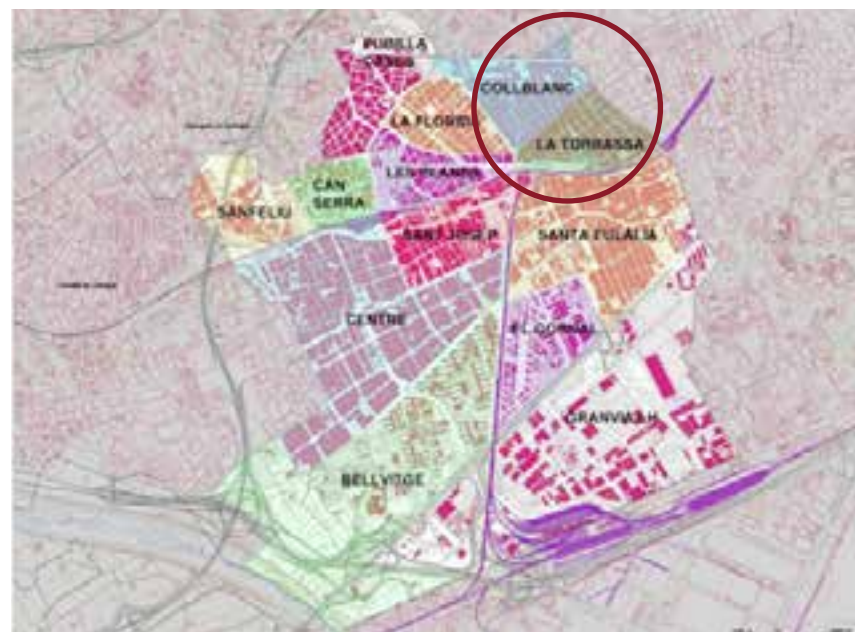 PUBILLA
CASES
COLLBLANC
LA FLORIDA
LA TORRASSA
LES PLANES
CAN
SERRA
SANFELIU
SANT JOSEP
SANTA EULALIA
CENTRE
EL GORNAL
GRANVIA L'H
BELLVITGE